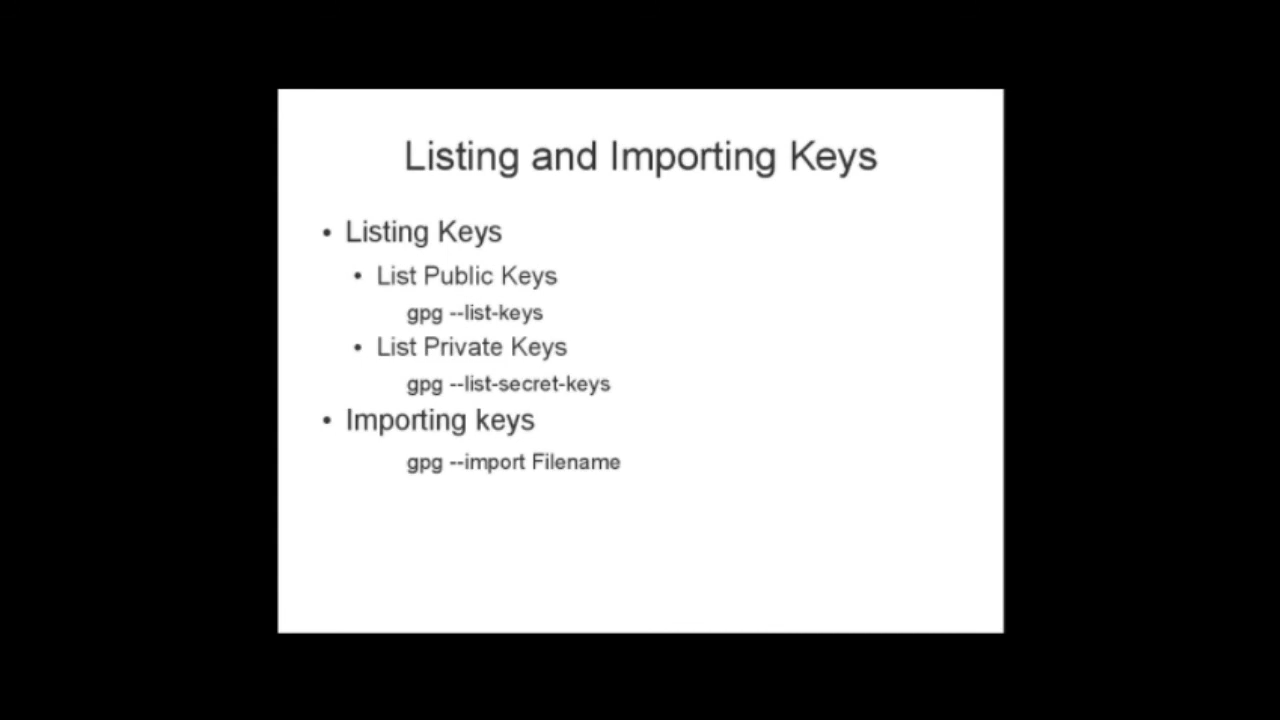 Listing and Importing Keys
• Listing Keys
• List Public Keys
gpg --list-keys
• List Private Keys
gpg --list-secret-keys
• Importing keys
gpg --import Filename